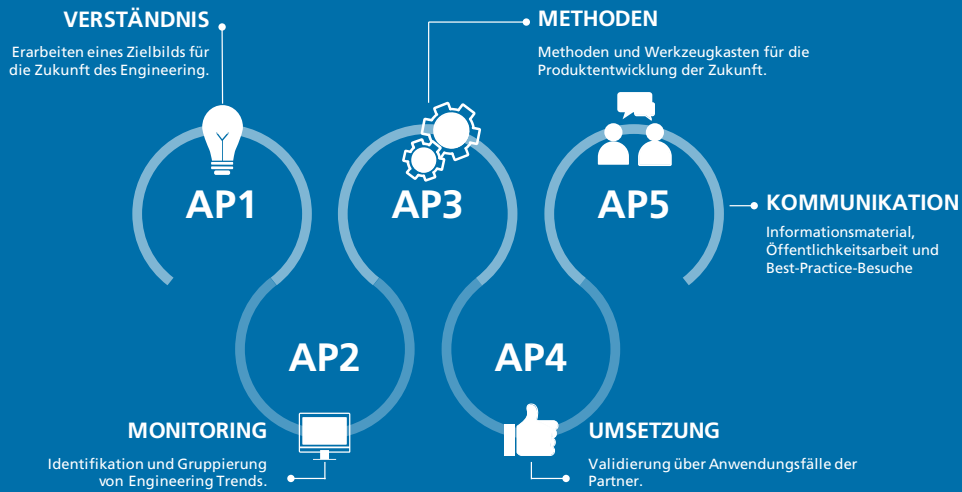 VERSTÄNDNIS
Erarbeiten eines Zielbilds für
die Zukunft des Engineering.
METHODEN
Methoden und Werkzeugkasten für die
Produktentwicklung der Zukunft.
AP1
AP3
AP5
KOMMUNIKATION
Informationsmaterial,
Öffentlichkeitsarbeit und
Best-Practice-Besuche
AP2
AP4
MONITORING
Identifikation und Gruppierung
von Engineering Trends.
UMSETZUNG
Validierung über Anwendungsfälle der
Partner.